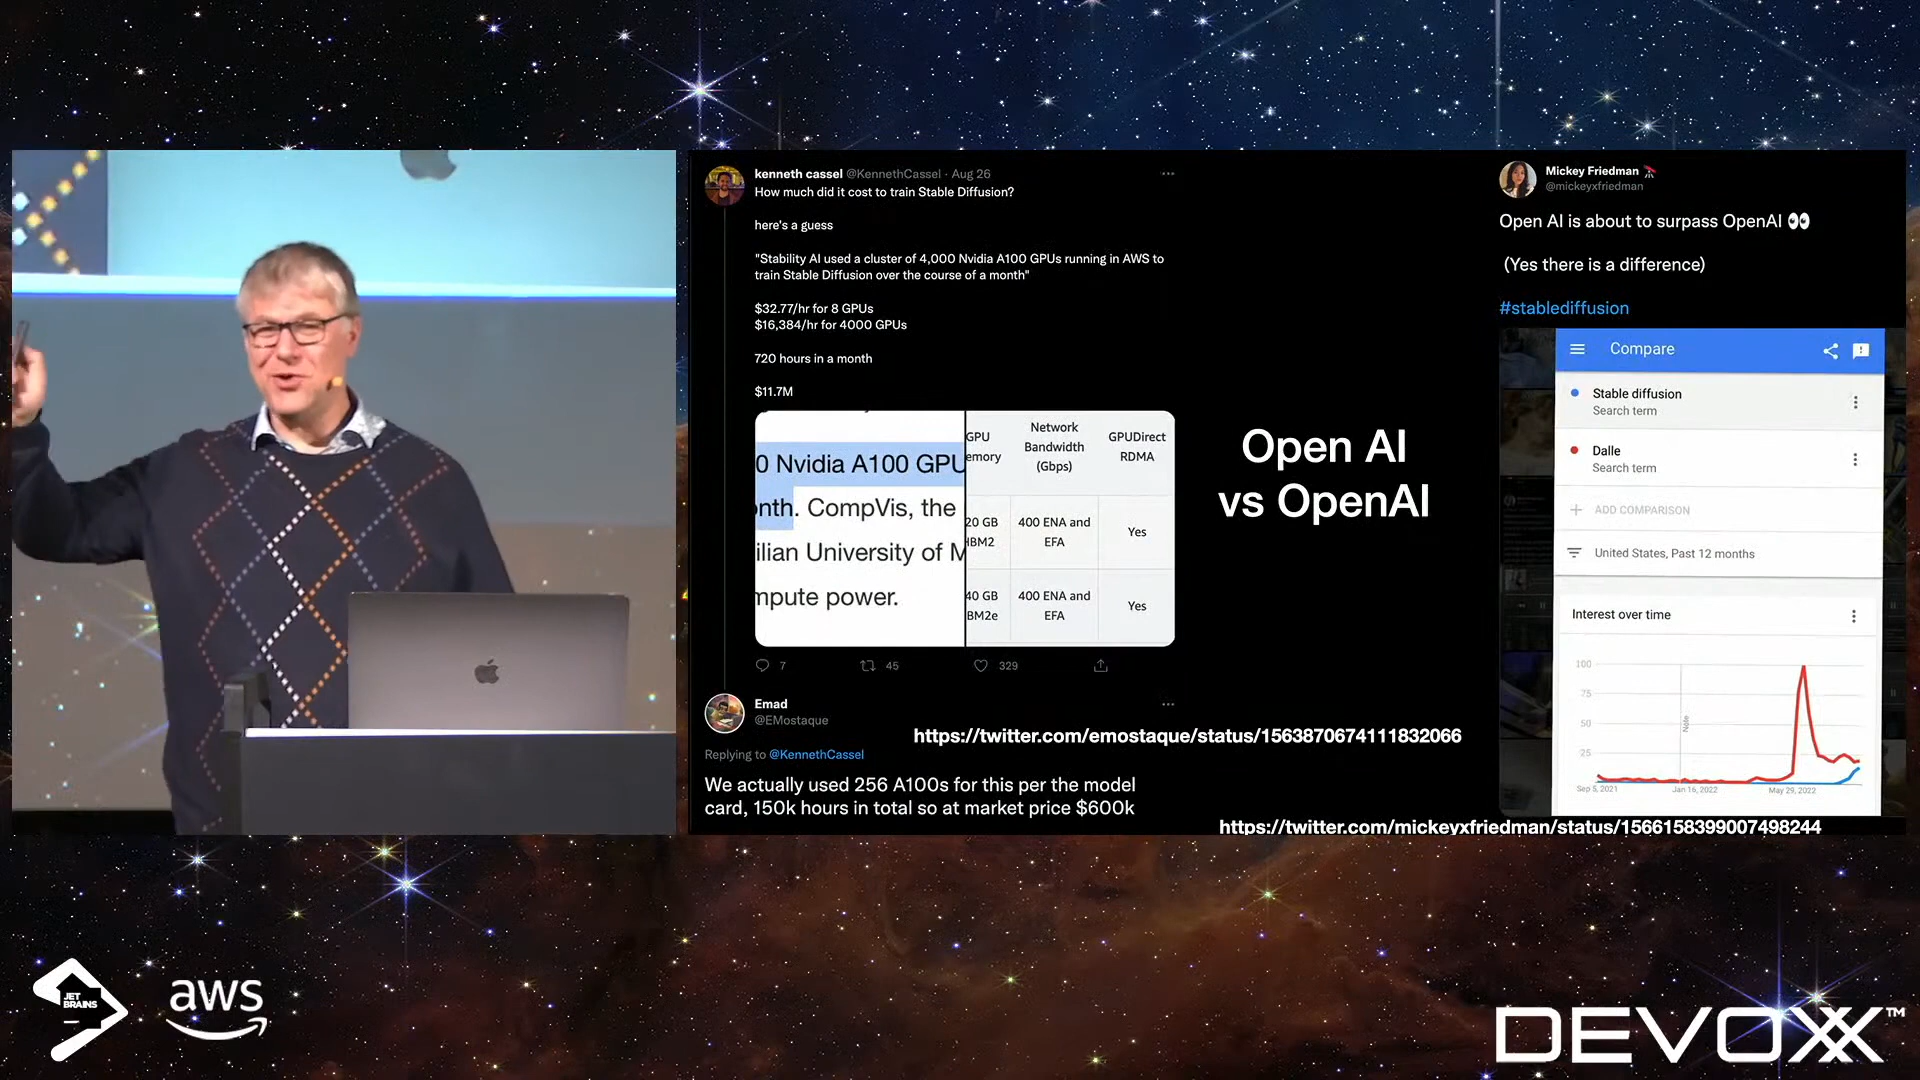 kenneth cassel @KennethCassel · Aug 26
How much did it cost to train Stable Diffusion?
here's a guess
"Stability AI used a cluster of 4,000 Nvidia A100 GPUs running in AWS to
train Stable Diffusion over the course of a month"
$32.77/hr for 8 GPUs
$16,384/hr for 4000 GPUs
720 hours in a month
$11.7M
0 Nvidia A100 GPU
onth. CompVis, the
ilian University of M
mpute power.
GPU
emory
Network
Bandwidth
(Gbps)
GPUDirect
RDMA
20 GB
HBM2
400 ENA and
EFA
Yes
40 GB
BM2e
400 ENA and
EFA
Yes
7
45
329
Emad
@EMostaque
https://twitter.com/emostaque/status/1563870674111832066
Replying to @KennethCassel
We actually used 256 A100s for this per the model
card, 150k hours in total so at market price $600k
Open AI
vs OpenAI
Mickey Friedman
@mickeyxfriedman
Open AI is about to surpass OpenAI 👀
(Yes there is a difference)
#stablediffusion
Compare
Stable diffusion
Search term
Dalle
Search term
ADD COMPARISON
United States, Past 12 months
Interest over time
100
75
50
25
Note
Sep 5, 2021
Jan 16, 2022
May 29, 2022
https://twitter.com/mickeyxfriedman/status/1566158399007498244
JET
BRAINS
aws
DEVOXX™